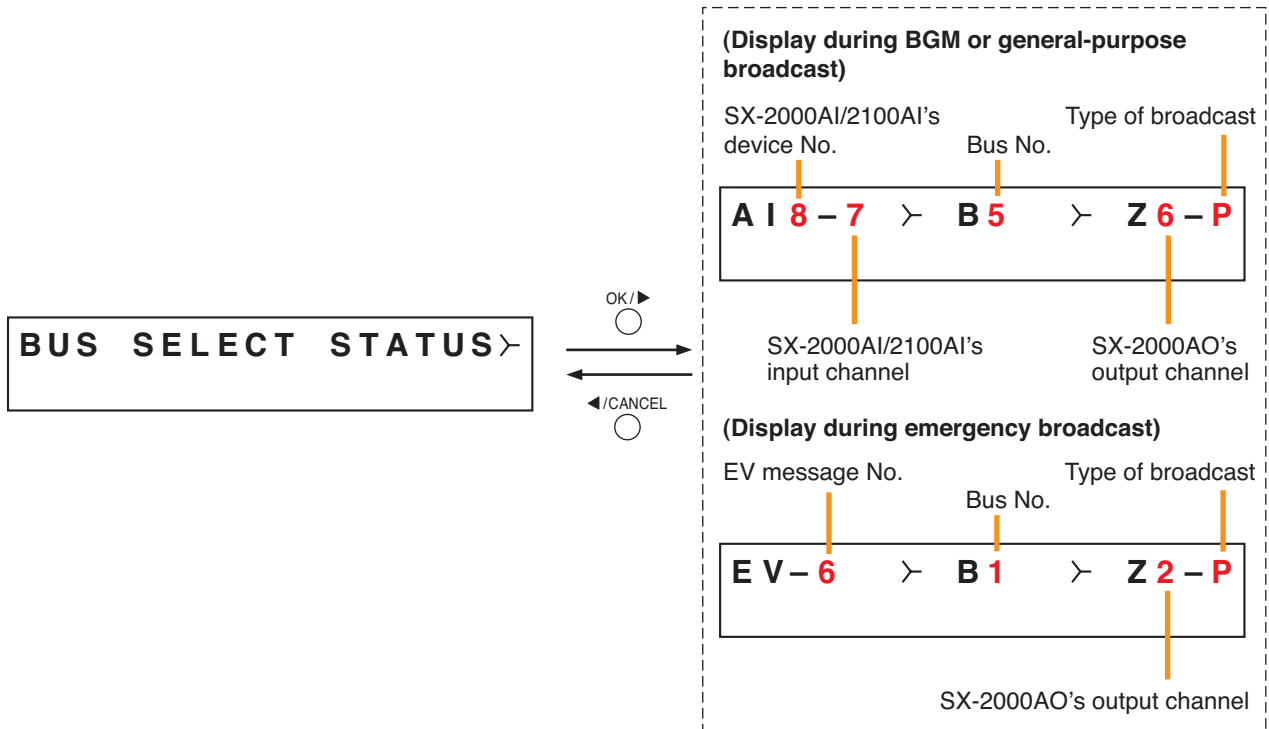 (Display during BGM or general-purpose
broadcast)
SX-2000AI/2100AI's
device No.
Bus No.
Type of broadcast
AI8–7 ≻ B5 ≻ Z6–P
SX-2000AI/2100AI's
input channel
SX-2000AO's
output channel
BUS SELECT STATUS≻
OK/▶
◀/CANCEL
(Display during emergency broadcast)
EV message No.
Bus No.
Type of broadcast
EV–6 ≻ B1 ≻ Z2–P
SX-2000AO's output channel